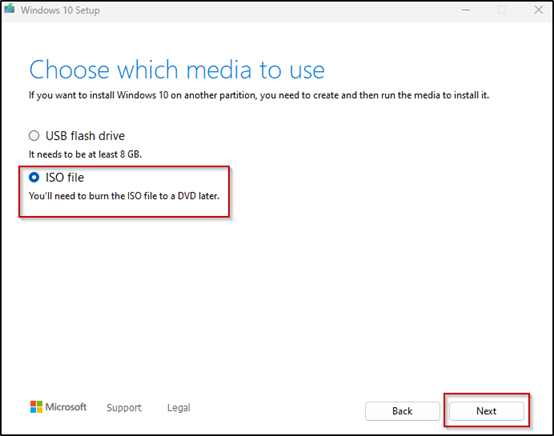 Windows 10 Setup
Choose which media to use
If you want to install Windows 10 on another partition, you need to create and then run the media to install it.
USB flash drive
It needs to be at least 8 GB.
ISO file
You'll need to burn the ISO file to a DVD later.
Microsoft Support Legal Back Next